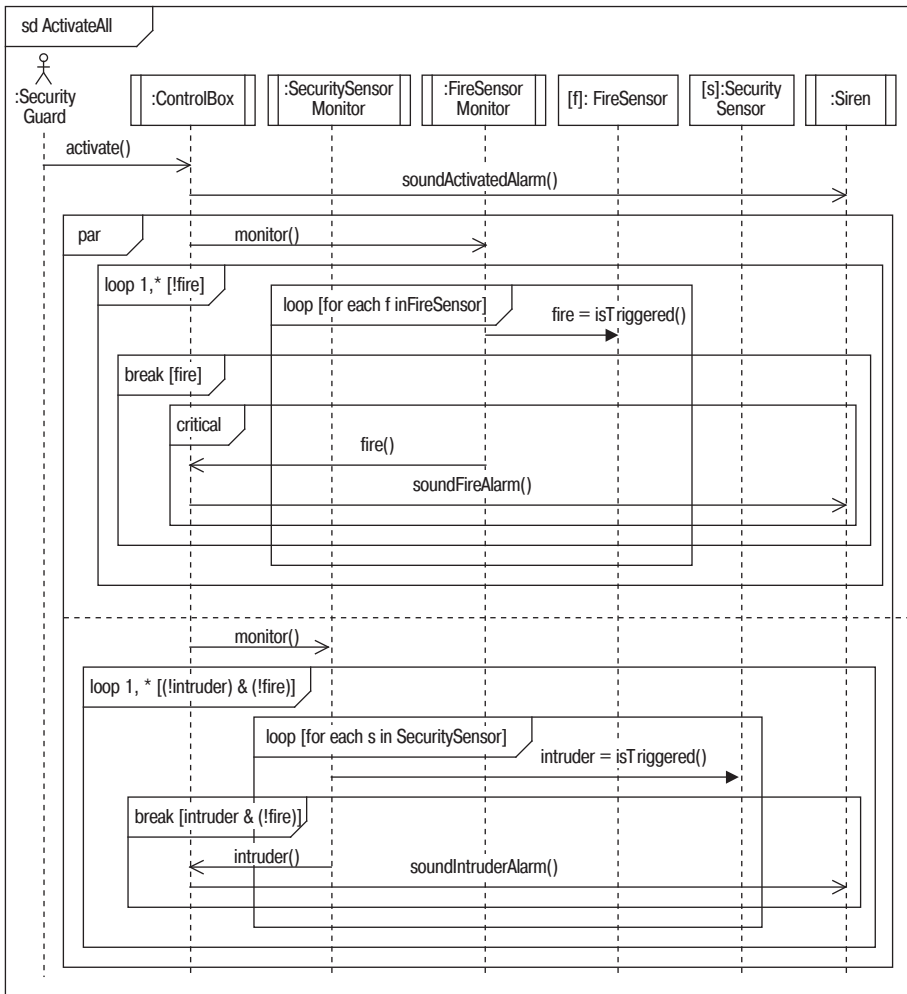 sd ActivateAll
:Security
Guard
:ControlBox
:SecuritySensor
Monitor
:FireSensor
Monitor
[f]: FireSensor
[s]:Security
Sensor
:Siren
activate()
soundActivatedAlarm()
par
monitor()
loop 1,* [!fire]
loop [for each f inFireSensor]
fire = isTriggered()
break [fire]
critical
fire()
soundFireAlarm()
monitor()
loop 1, * [(!intruder) & (!fire)]
loop [for each s in SecuritySensor]
intruder = isTriggered()
break [intruder & (!fire)]
intruder()
soundIntruderAlarm()